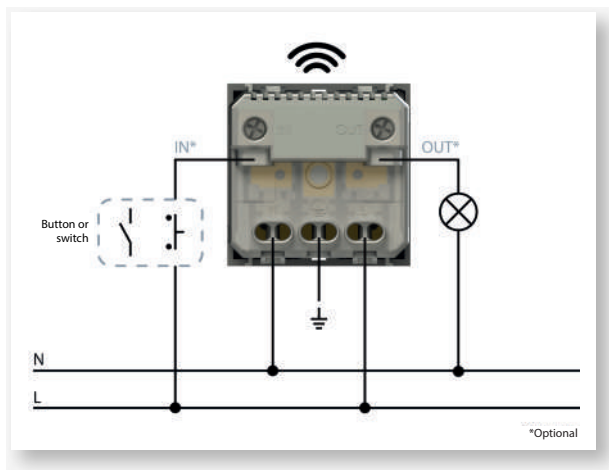 IN*
OUT*
Button or
switch
N
L
*Optional